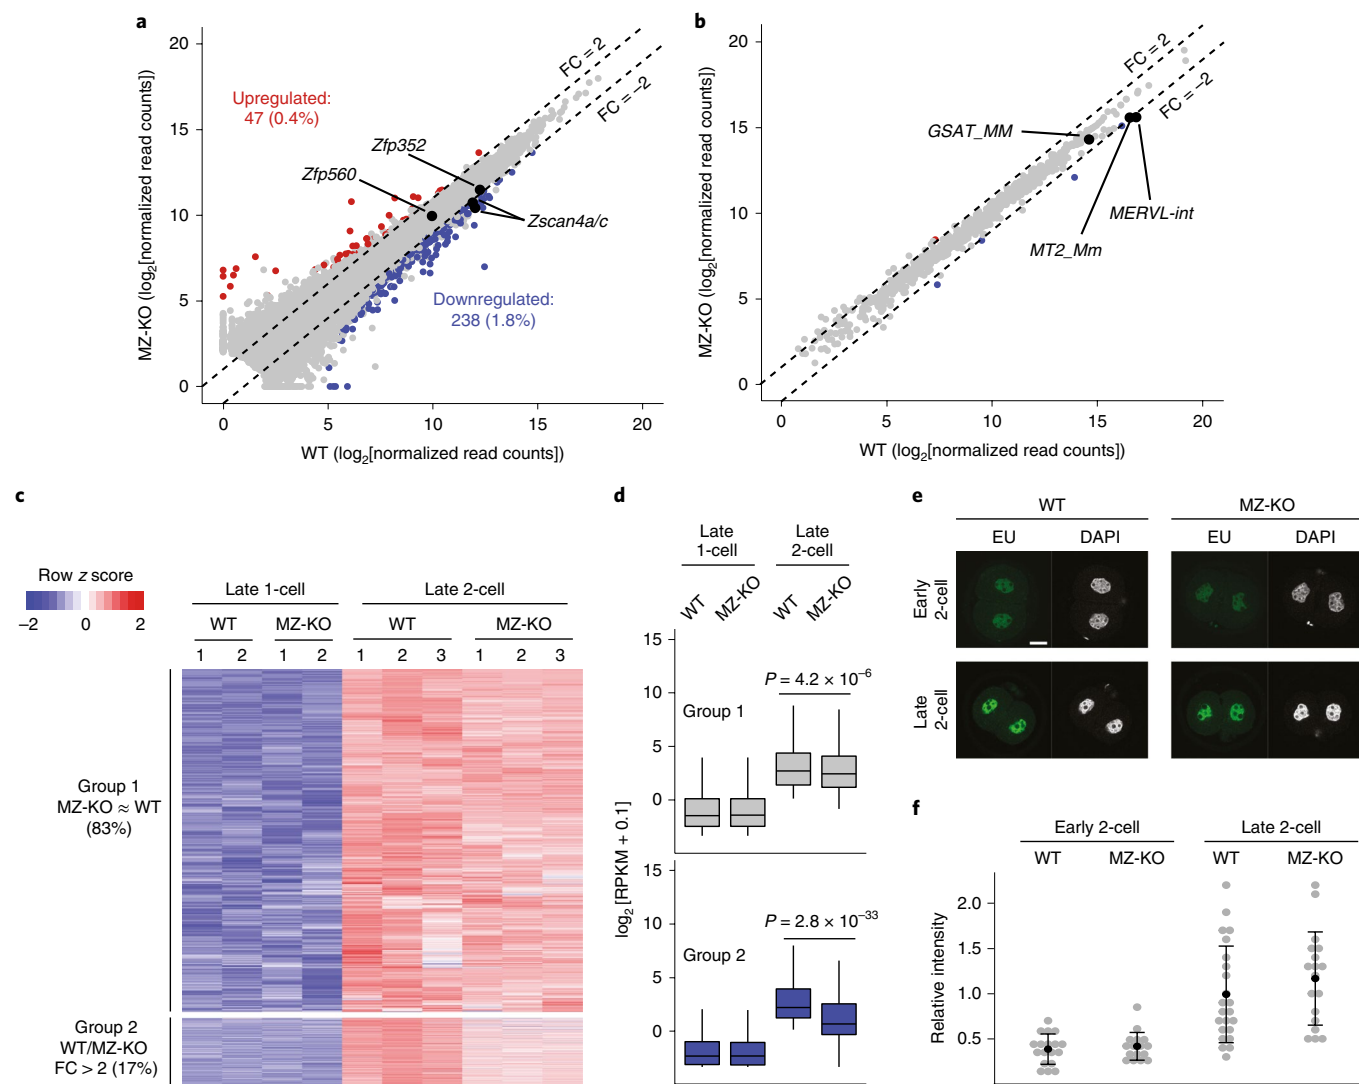 a
20
15
10
5
0
MZ-KO (log2[normalized read counts])
Upregulated:
47 (0.4%)
FC = 2
FC = –2
Zfp352
Zfp560
Zscan4a/c
Downregulated:
238 (1.8%)
0 5 10 15 20
WT (log2[normalized read counts])
b
20
15
10
5
0
MZ-KO (log2[normalized read counts])
FC = 2
FC = –2
GSAT_MM
MERVL-int
MT2_Mm
0 5 10 15 20
WT (log2[normalized read counts])
c
Row z score
–2 0 2
Late 1-cell Late 2-cell
WT MZ-KO WT MZ-KO
1 2 1 2 1 2 3 1 2 3
Group 1
MZ-KO ≈ WT
(83%)
Group 2
WT/MZ-KO
FC > 2 (17%)
d
Late
1-cell
Late
2-cell
WT MZ-KO WT MZ-KO
log2 [RPKM + 0.1]
15
10
5
0
P = 4.2 × 10–6
Group 1
15
10
5
0
P = 2.8 × 10–33
Group 2
e
WT MZ-KO
EU DAPI EU DAPI
Early
2-cell
Late
2-cell
f
Early 2-cell Late 2-cell
WT MZ-KO WT MZ-KO
Relative intensity
2.0
1.5
1.0
0.5